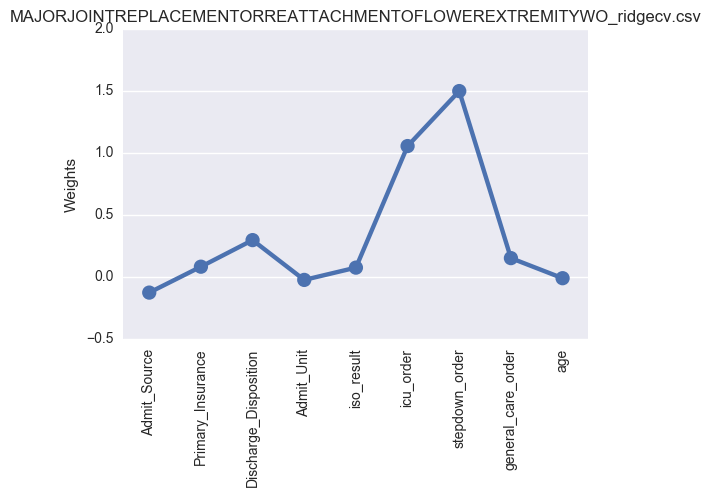 MAJORJOINTREPLACEMENTORREATTACHMENTOFLOWEREXTREMITYWO_ridgecv.csv
2.0
1.5
1.0
0.5
0.0
−0.5
Weights
Admit_Source
Primary_Insurance
Discharge_Disposition
Admit_Unit
iso_result
icu_order
stepdown_order
general_care_order
age